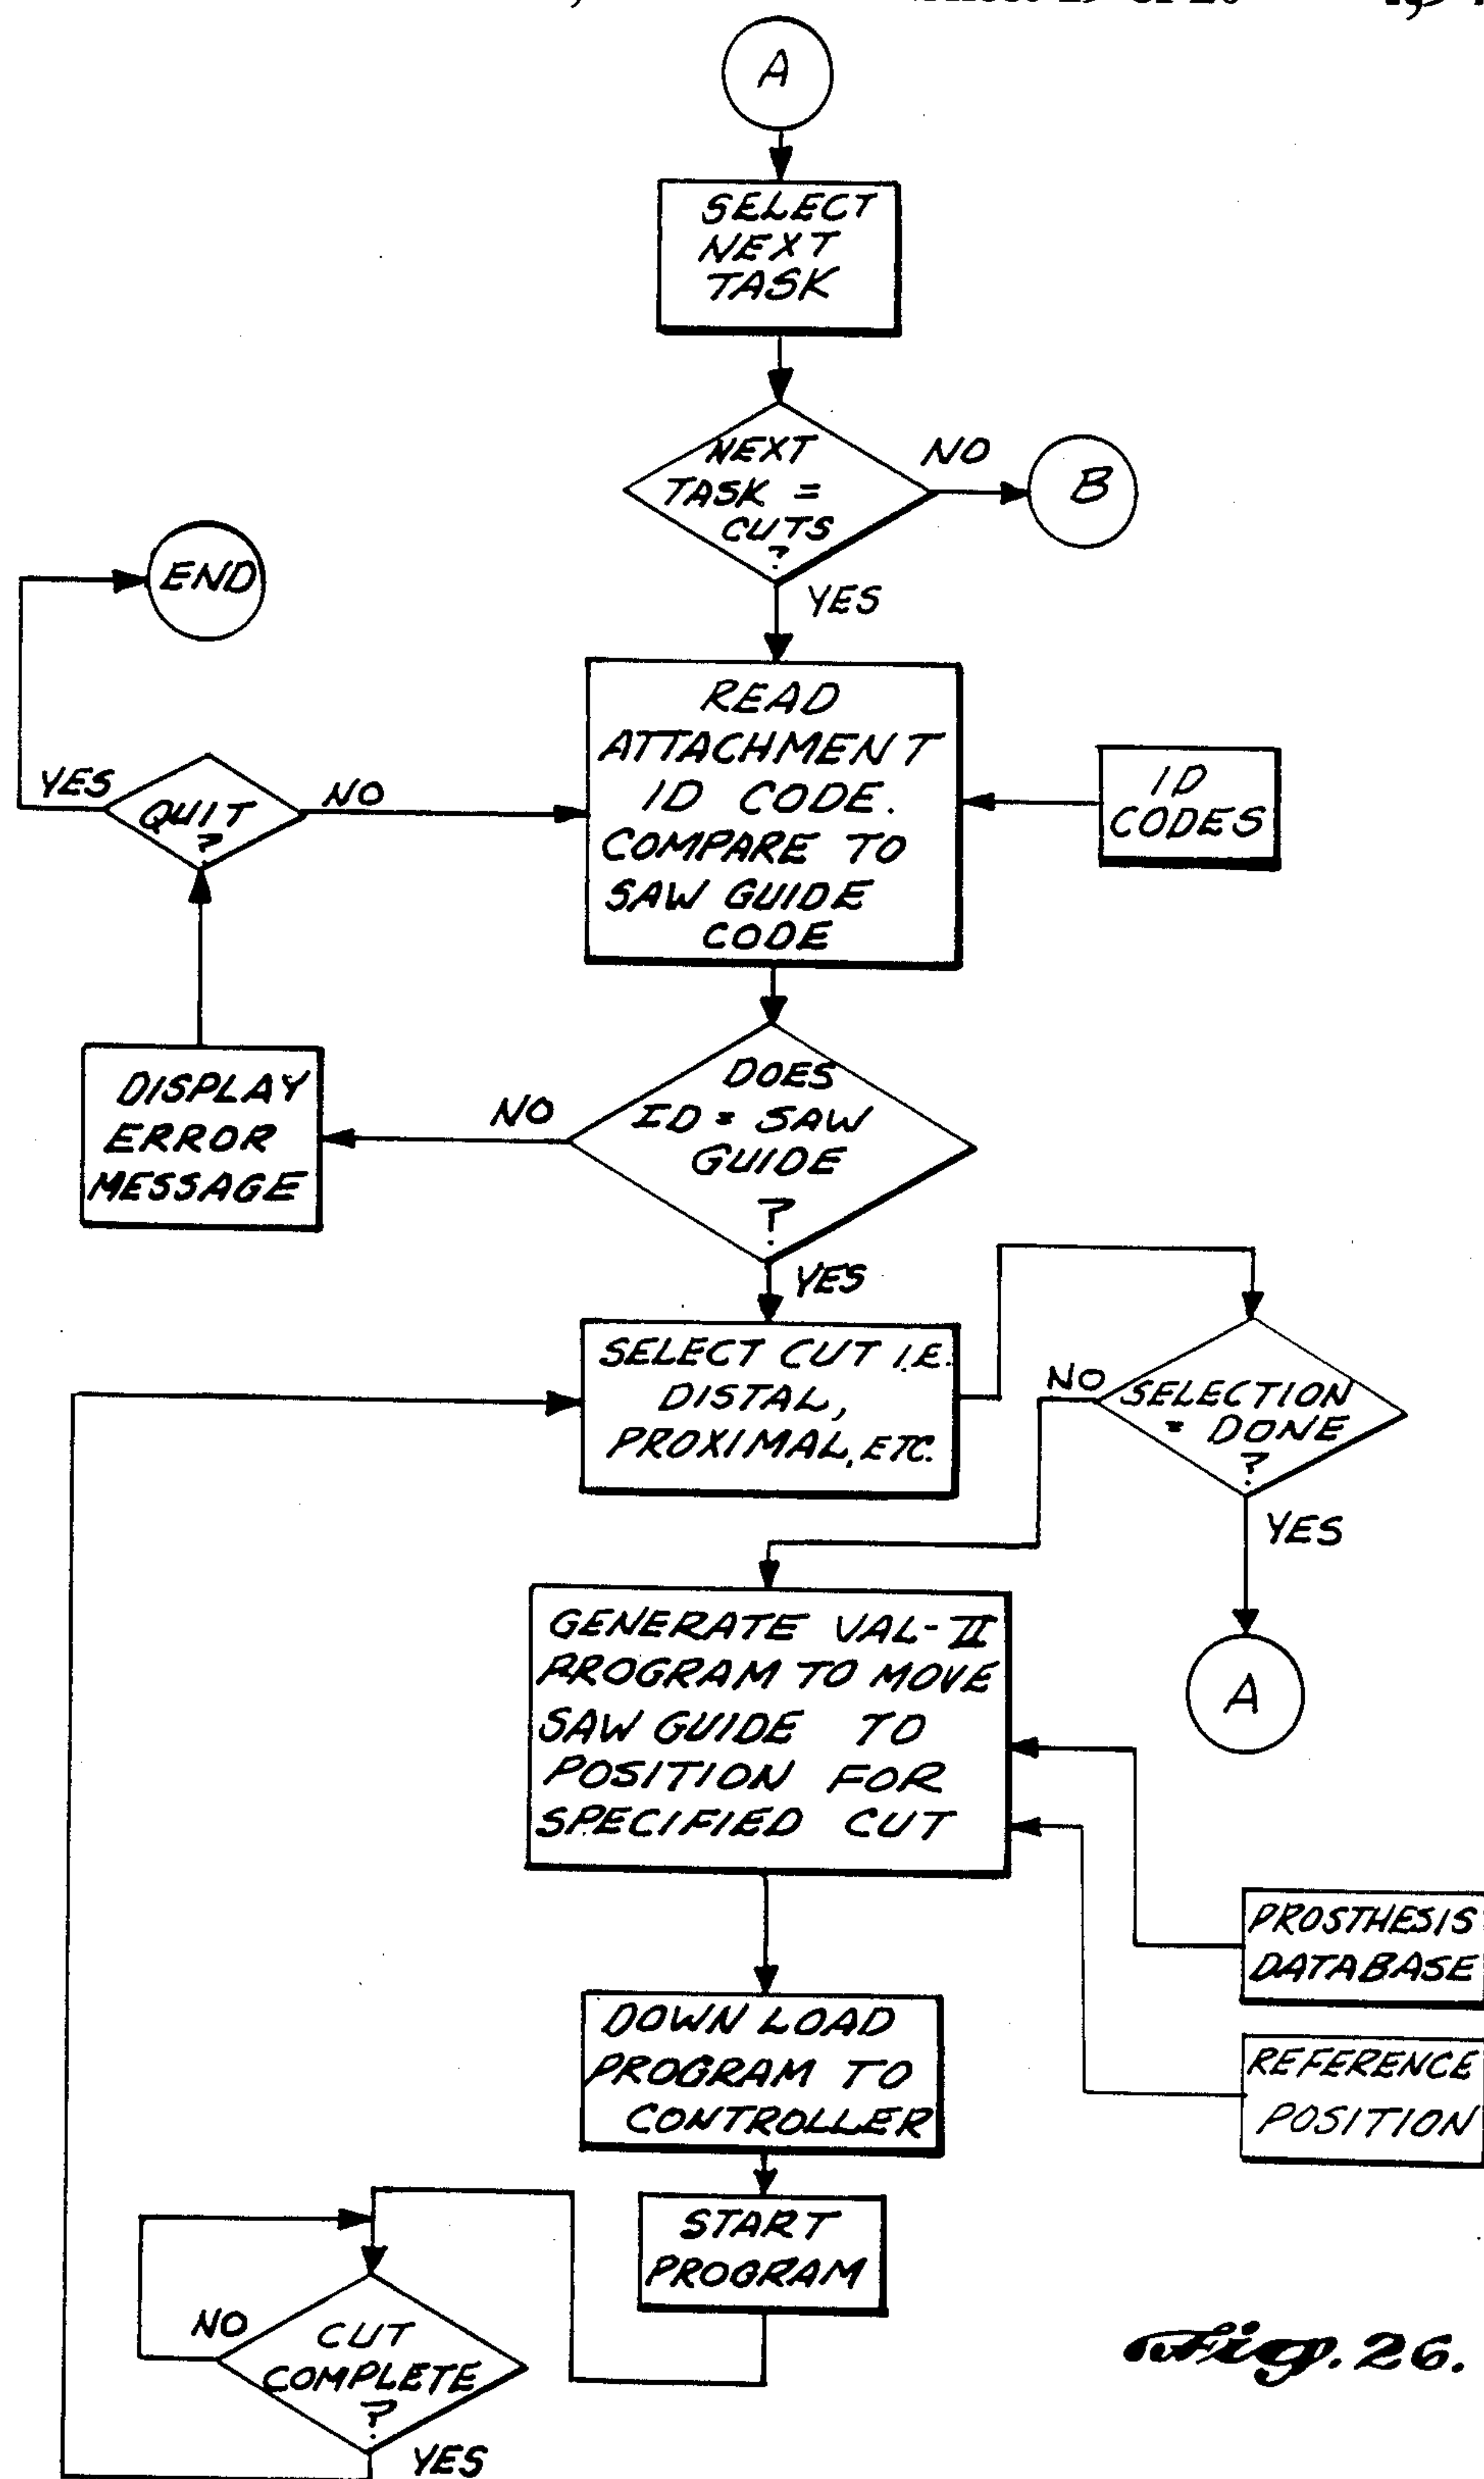 A
SELECT
NEXT
TASK
NEXT
TASK =
CUTS
?
NO
B
YES
END
READ
ATTACHMENT
ID CODE.
COMPARE TO
SAW GUIDE
CODE
ID
CODES
YES
QUIT
?
NO
DISPLAY
ERROR
MESSAGE
NO
DOES
ID = SAW
GUIDE
?
YES
SELECT CUT I.E.
DISTAL,
PROXIMAL, ETC.
NO
SELECTION
= DONE
?
YES
A
GENERATE VAL-II
PROGRAM TO MOVE
SAW GUIDE TO
POSITION FOR
SPECIFIED CUT
PROSTHESIS
DATABASE
REFERENCE
POSITION
DOWN LOAD
PROGRAM TO
CONTROLLER
START
PROGRAM
NO
CUT
COMPLETE
?
YES
Fig. 26.